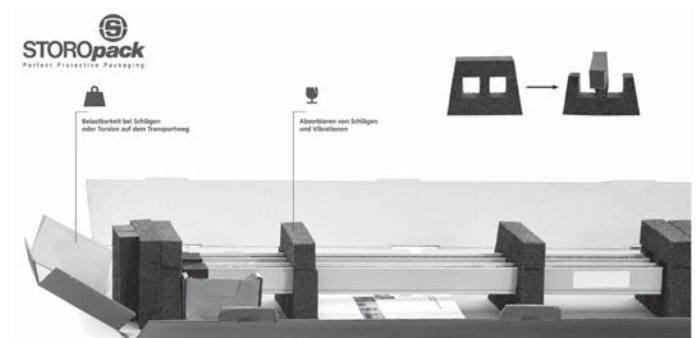 STOROpack
Perfect Protective Packaging
Belastbarkeit bei Schlägen
oder Torsion auf dem Transportweg
Absorbieren von Schlägen
und Vibrationen